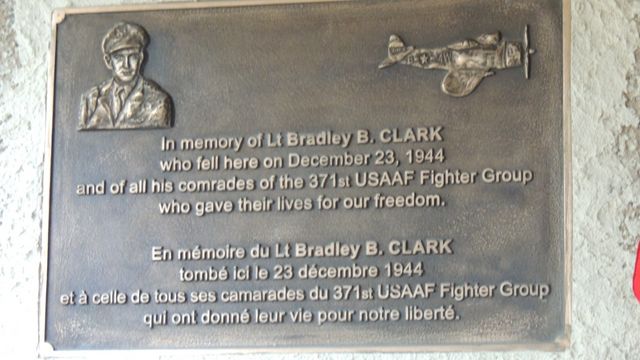 In memory of Lt Bradley B. CLARK
who fell here on December 23, 1944
and of all his comrades of the 371st USAAF Fighter Group
who gave their lives for our freedom.
En mémoire du Lt Bradley B. CLARK
tombé ici le 23 décembre 1944
et à celle de tous ses camarades du 371st USAAF Fighter Group
qui ont donné leur vie pour notre liberté.